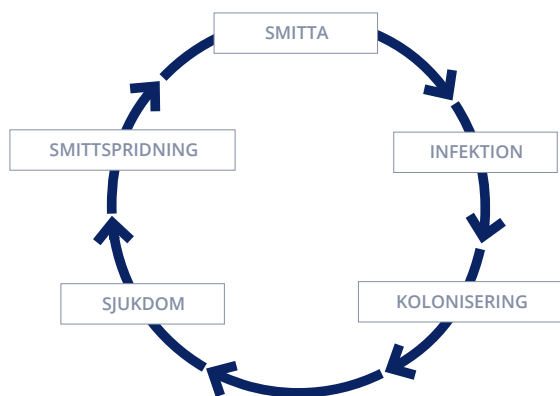 SMITTA
INFEKTION
KOLONISERING
SJUKDOM
SMITTSPRIDNING